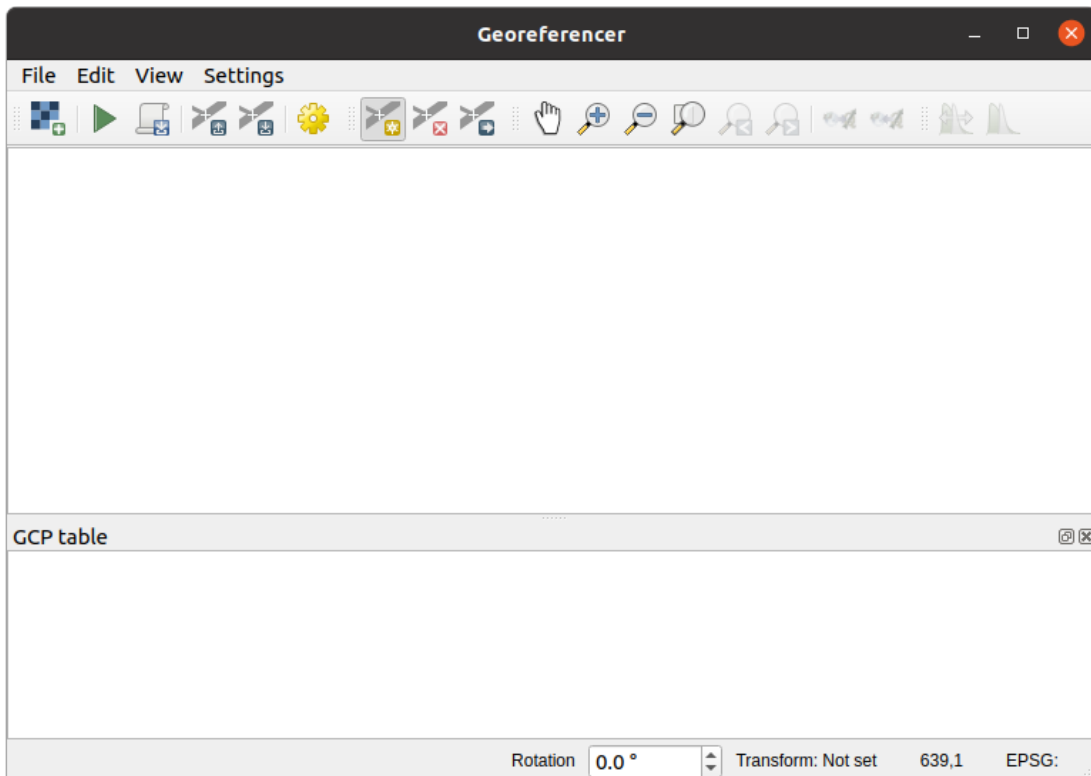 Georeferencer
File Edit View Settings
GCP table
Rotation 0.0 ° Transform: Not set 639,1 EPSG: